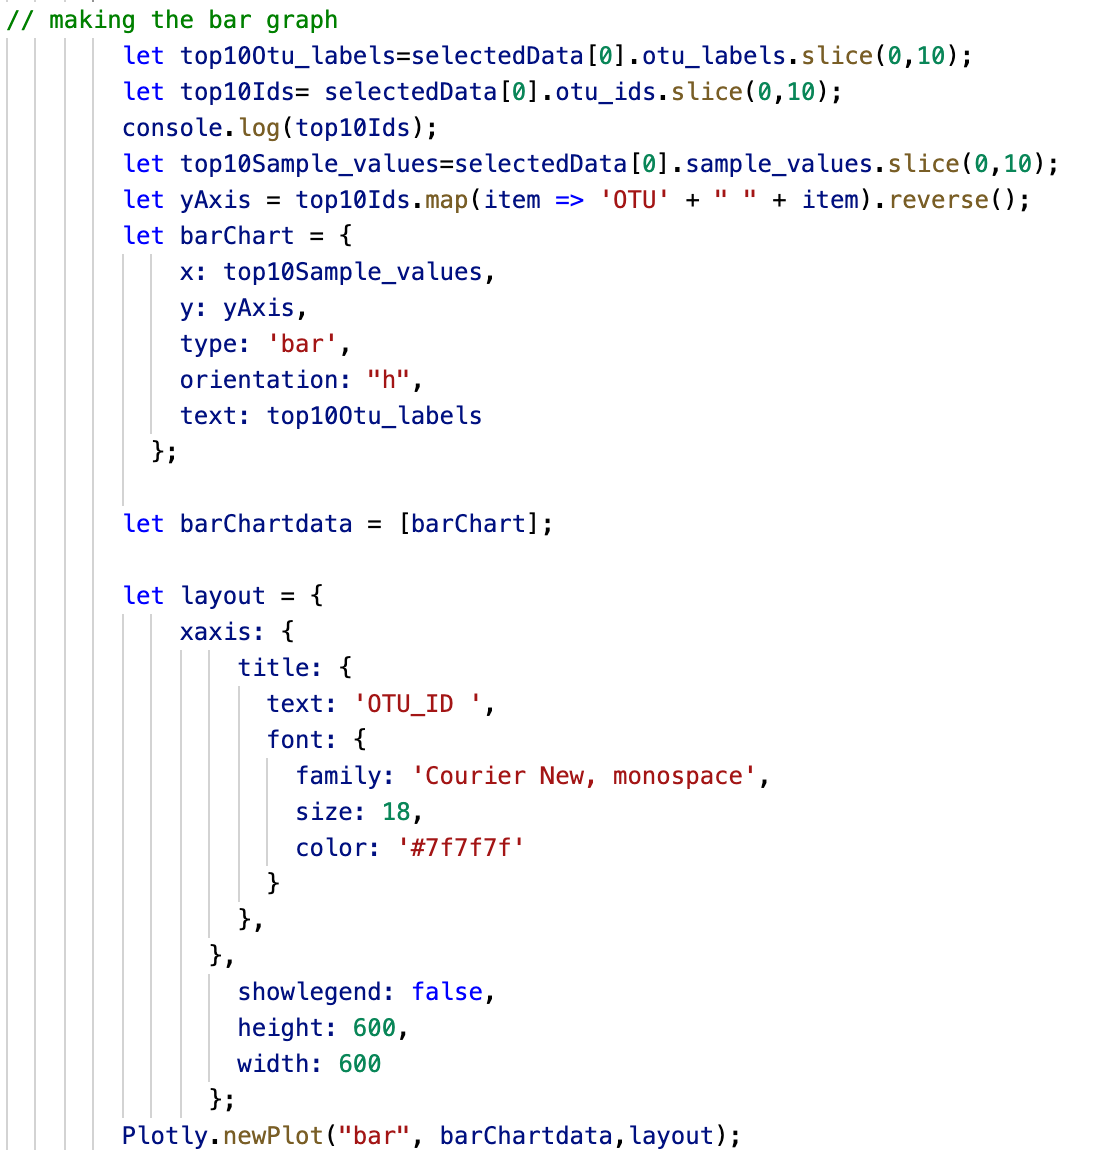 // making the bar graph
let top10Otu_labels=selectedData[0].otu_labels.slice(0,10);
let top10Ids= selectedData[0].otu_ids.slice(0,10);
console.log(top10Ids);
let top10Sample_values=selectedData[0].sample_values.slice(0,10);
let yAxis = top10Ids.map(item => 'OTU' + " " + item).reverse();
let barChart = {
x: top10Sample_values,
y: yAxis,
type: 'bar',
orientation: "h",
text: top10Otu_labels
};
let barChartdata = [barChart];
let layout = {
xaxis: {
title: {
text: 'OTU_ID ',
font: {
family: 'Courier New, monospace',
size: 18,
color: '#7f7f7f'
}
},
},
showlegend: false,
height: 600,
width: 600
};
Plotly.newPlot("bar", barChartdata,layout);